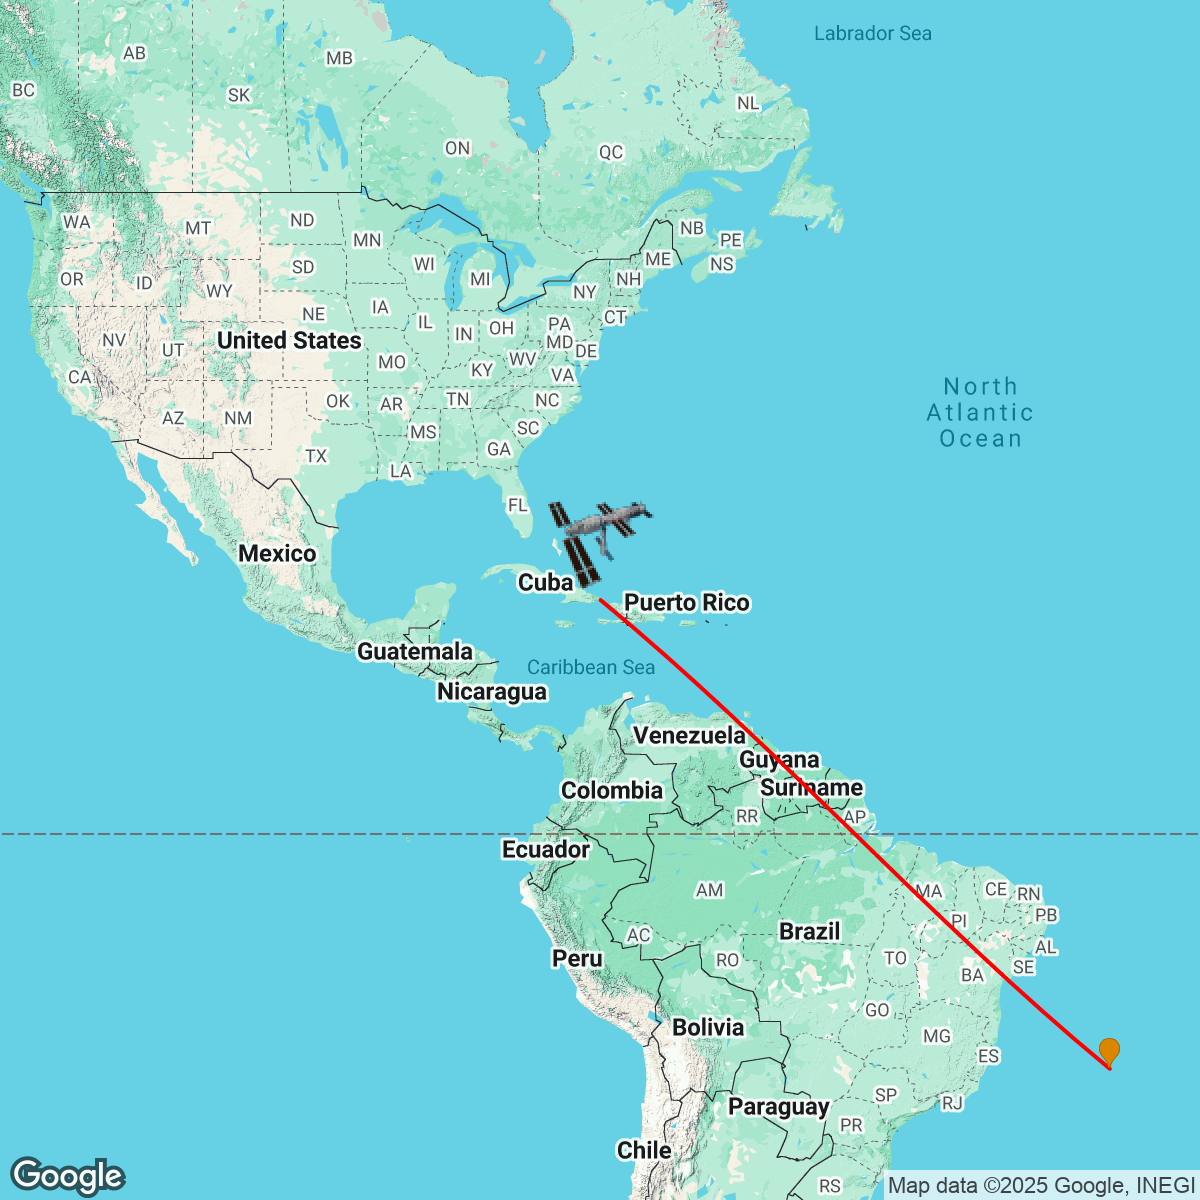 Labrador Sea
AB
MB
BC
SK
NL
ON
QC
WA
ND
MT
NB
MN
PE
ME
WI
NS
SD
OR
MI
NH
ID
WY
NY
IA
NE
CT
IL
PA
OH
IN
NV
United States
MD
UT
DE
WV
MO
KY
CA
VA
North
Atlantic
Ocean
TN
NC
OK
AR
AZ
NM
SC
MS
GA
TX
LA
FL
Mexico
Cuba
Puerto Rico
Guatemala
Caribbean Sea
Nicaragua
Venezuela
Guyana
Suriname
Colombia
RR
AP
Ecuador
AM
MA
CE
RN
PB
PI
Brazil
AC
AL
Peru
RO
TO
SE
BA
GO
Bolivia
MG
ES
SP
RJ
Paraguay
PR
Chile
RS
Google
Map data ©2025 Google, INEGI